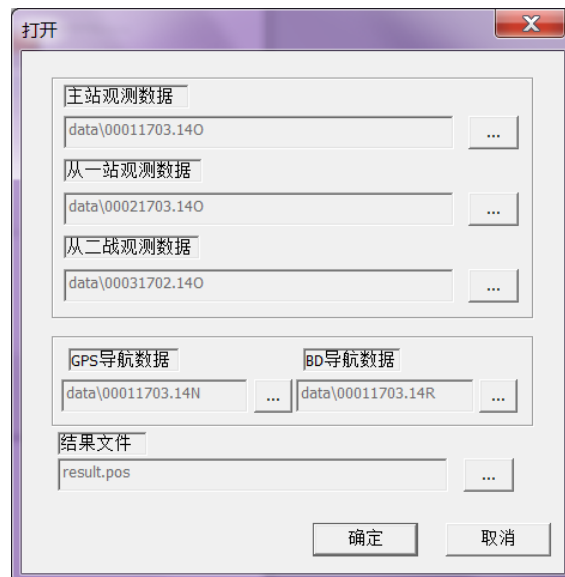 打开
主站观测数据
data\00011703.14O
...
从一站观测数据
data\00021703.14O
...
从二战观测数据
data\00031702.14O
...
GPS导航数据 BD导航数据
data\00011703.14N ... data\00011703.14R ...
结果文件
result.pos
...
确定 取消